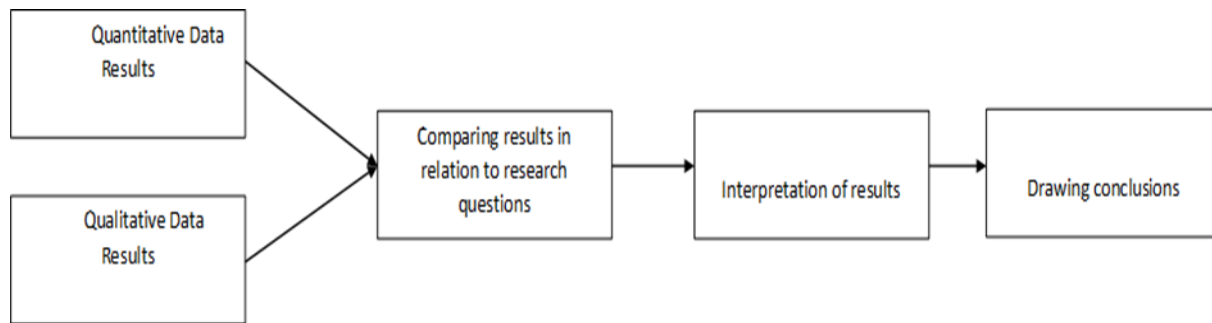 Quantitative Data
Results
Qualitative Data
Results
Comparing results in
relation to research
questions
Interpretation of results
Drawing conclusions